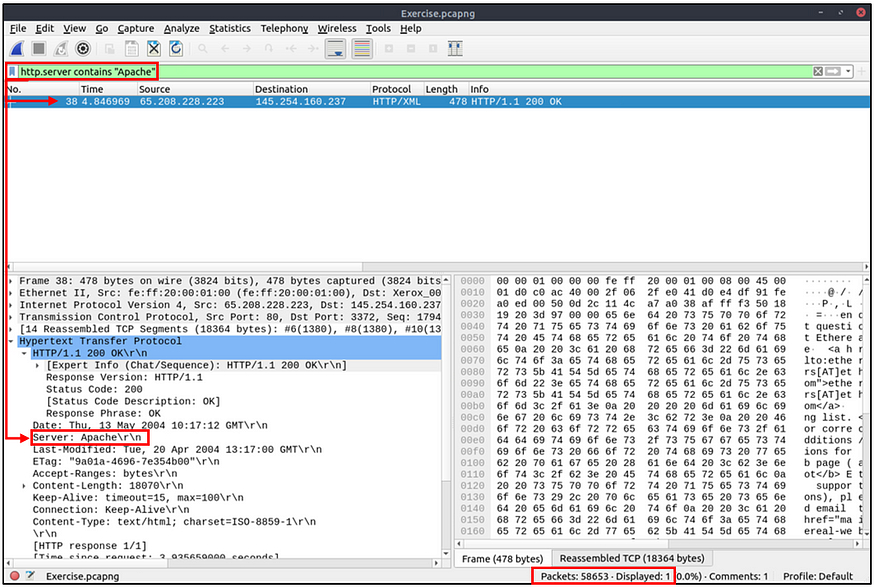 Exercise.pcapng
File Edit View Go Capture Analyze Statistics Telephony Wireless Tools Help
http.server contains "Apache"
No. Time Source Destination Protocol Length Info
38 4.846969 65.208.228.223 145.254.160.237 HTTP/XML 478 HTTP/1.1 200 OK
Frame 38: 478 bytes on wire (3824 bits), 478 bytes captured (3824 bits
Ethernet II, Src: fe:ff:20:00:01:00 (fe:ff:20:00:01:00), Dst: Xerox_00
Internet Protocol Version 4, Src: 65.208.228.223, Dst: 145.254.160.237
Transmission Control Protocol, Src Port: 80, Dst Port: 3372, Seq: 1794
[14 Reassembled TCP Segments (18364 bytes): #6(1380), #8(1380), #10(13
Hypertext Transfer Protocol
HTTP/1.1 200 OK\r\n
[Expert Info (Chat/Sequence): HTTP/1.1 200 OK\r\n]
Response Version: HTTP/1.1
Status Code: 200
[Status Code Description: OK]
Response Phrase: OK
Date: Thu, 13 May 2004 10:17:12 GMT\r\n
Server: Apache\r\n
Last-Modified: Tue, 20 Apr 2004 13:17:00 GMT\r\n
ETag: "9a01a-4696-7e354b00"\r\n
Accept-Ranges: bytes\r\n
Content-Length: 18070\r\n
Keep-Alive: timeout=15, max=100\r\n
Connection: Keep-Alive\r\n
Content-Type: text/html; charset=ISO-8859-1\r\n
\r\n
[HTTP response 1/1]
[Time since request: 3.935659000 seconds]
0000 00 00 01 00 00 00 fe ff 20 00 01 00 08 00 45 00 ········
0010 01 d0 c0 ac 40 00 2f 06 2f e0 41 d0 e4 df 91 fe ····@·/· /
0020 a0 ed 00 50 0d 2c 11 4c a7 a0 38 af ff f3 50 18 ···P·,·L
0030 19 20 3d 97 00 00 65 6e 64 20 73 75 70 70 6f 72 · =···en d
0040 74 20 71 75 65 73 74 69 6f 6e 73 20 61 62 6f 75 t questi o
0050 74 20 45 74 68 65 72 65 61 6c 20 74 6f 20 74 68 t Ethere a
0060 65 0a 20 20 3c 61 20 68 72 65 66 3d 22 6d 61 69 e· <a h r
0070 6c 74 6f 3a 65 74 68 65 72 65 61 6c 2d 75 73 65 lto:ethe r
0080 72 73 5b 41 54 5d 65 74 68 65 72 65 61 6c 2e 63 rs[AT]et h
0090 6f 6d 22 3e 65 74 68 65 72 65 61 6c 2d 75 73 65 om">ethe r
00a0 72 73 5b 41 54 5d 65 74 68 65 72 65 61 6c 2e 63 rs[AT]et h
00b0 6f 6d 3c 2f 61 3e 0a 20 20 20 20 6d 61 69 6c 69 om</a>·
00c0 6e 67 20 6c 69 73 74 2e 3c 2f 70 3e 0a 20 20 46 ng list. <
00d0 6f 72 20 63 6f 72 72 65 63 74 69 6f 6e 73 2f 61 or corre c
00e0 64 64 69 74 69 6f 6e 73 2f 73 75 67 67 65 73 74 dditions /
00f0 69 6f 6e 73 20 66 6f 72 20 74 68 69 73 20 77 65 ions for
0100 62 20 70 61 67 65 20 28 61 6e 64 20 3c 62 3e 6e b page ( a
0110 6f 74 3c 2f 62 3e 20 45 74 68 65 72 65 61 6c 0a ot</b> E t
0120 20 20 20 73 75 70 70 6f 72 74 20 71 75 65 73 74 suppo r
0130 69 6f 6e 73 29 2c 20 70 6c 65 61 73 65 20 73 65 ions), p l
0140 6e 64 20 65 6d 61 69 6c 20 74 6f 0a 20 20 3c 61 nd email t
0150 20 68 72 65 66 3d 22 6d 61 69 6c 74 6f 3a 65 74 href="m a
Frame (478 bytes) Reassembled TCP (18364 bytes)
Exercise.pcapng Packets: 58653 · Displayed: 1 (0.0%) · Comments: 1 Profile: Default